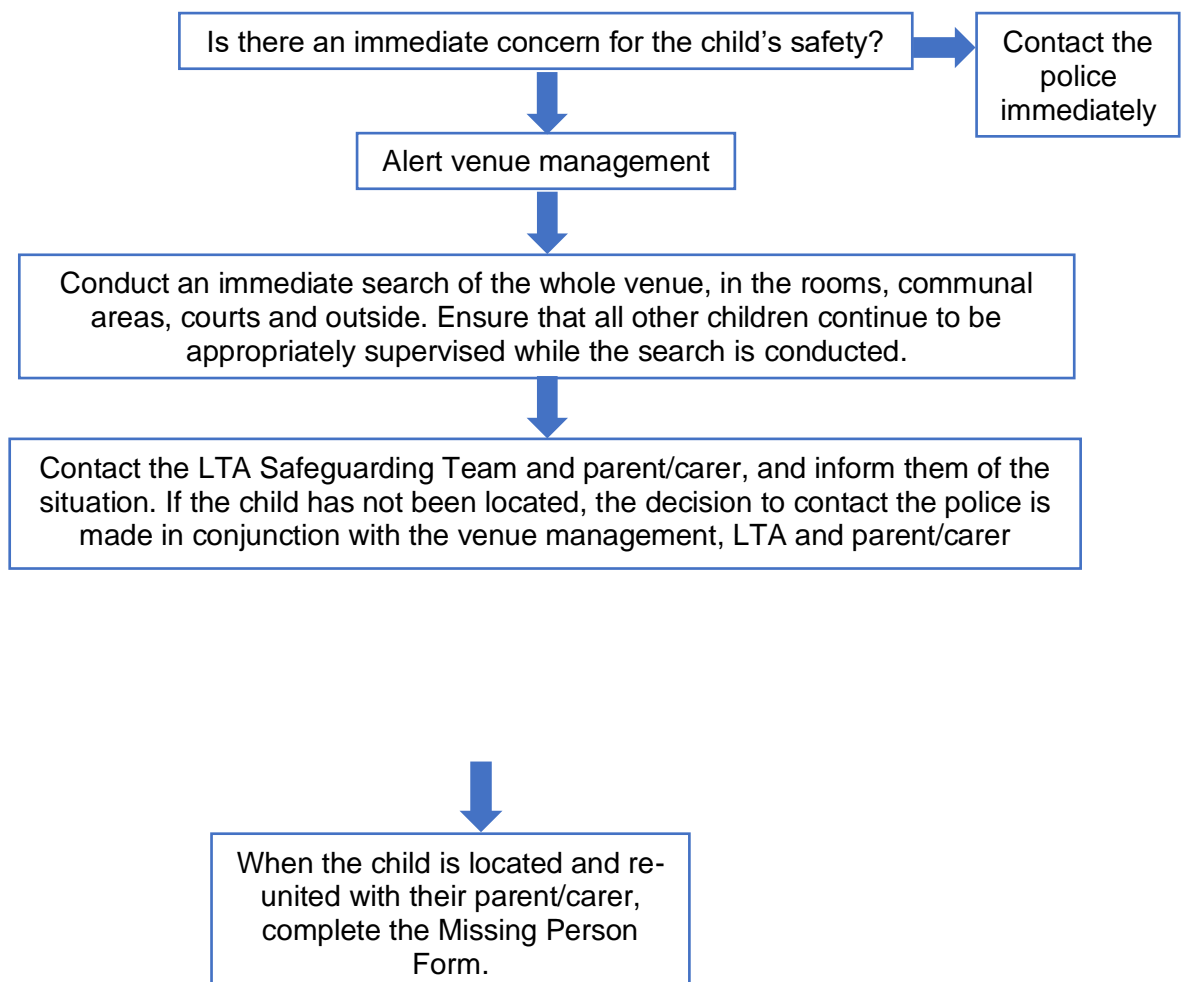 Is there an immediate concern for the child’s safety?
Contact the
police
immediately
Alert venue management
Conduct an immediate search of the whole venue, in the rooms, communal
areas, courts and outside. Ensure that all other children continue to be
appropriately supervised while the search is conducted.
Contact the LTA Safeguarding Team and parent/carer, and inform them of the
situation. If the child has not been located, the decision to contact the police is
made in conjunction with the venue management, LTA and parent/carer
When the child is located and re-
united with their parent/carer,
complete the Missing Person
Form.